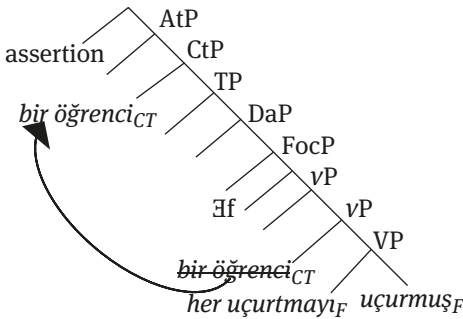 AtP
assertion
CtP
TP
bir öğrenci_CT
DaP
FocP
vP
∃f
vP
VP
bir öğrenci_CT
her uçurtmayı_F uçurmuş_F